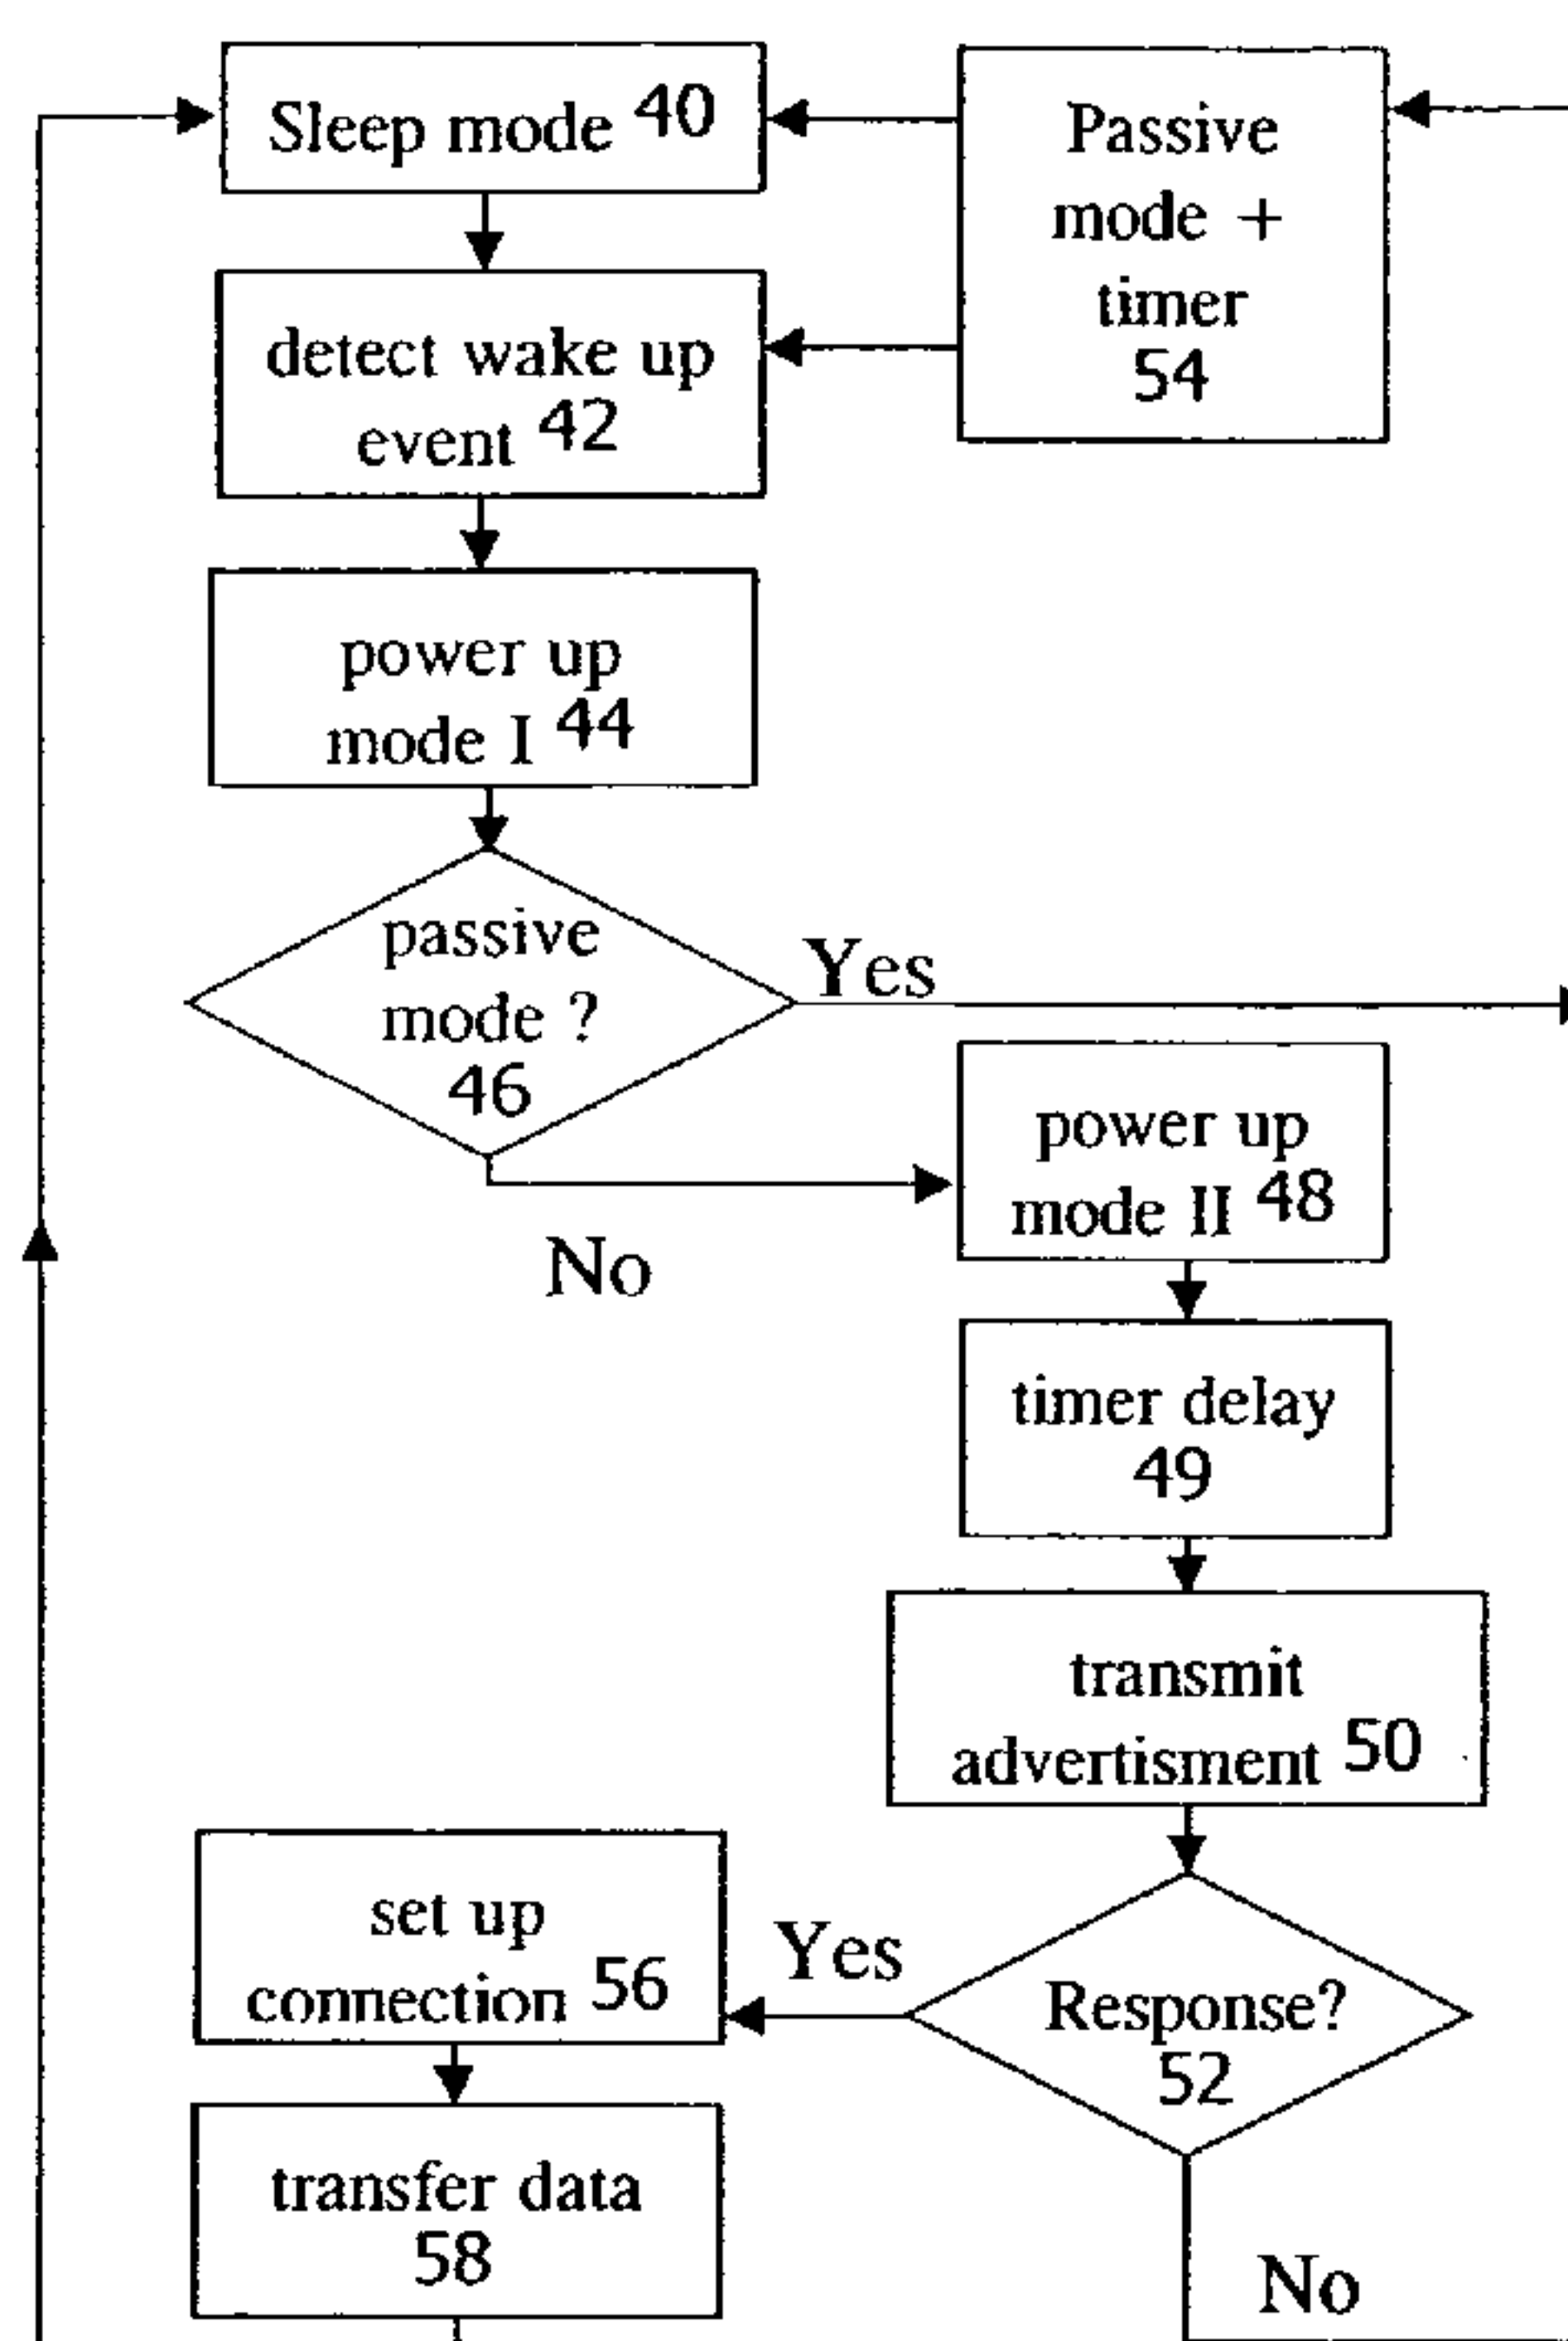 Sleep mode 40
Passive
mode +
timer
54
detect wake up
event 42
power up
mode I 44
passive
mode ?
46
Yes
No
power up
mode II 48
timer delay
49
transmit
advertisment 50
Response?
52
Yes
No
set up
connection 56
transfer data
58